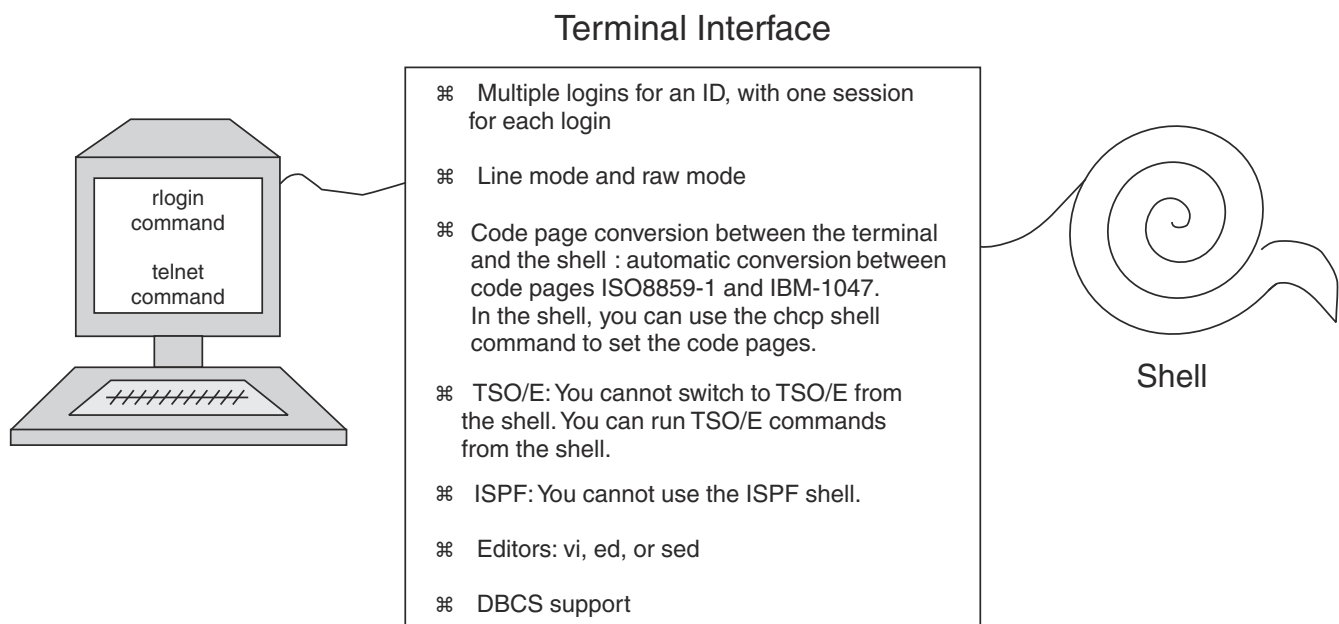 Terminal Interface
rlogin
command
telnet
command
⌘ Multiple logins for an ID, with one session
for each login
⌘ Line mode and raw mode
⌘ Code page conversion between the terminal
and the shell : automatic conversion between
code pages ISO8859-1 and IBM-1047.
In the shell, you can use the chcp shell
command to set the code pages.
⌘ TSO/E: You cannot switch to TSO/E from
the shell. You can run TSO/E commands
from the shell.
⌘ ISPF: You cannot use the ISPF shell.
⌘ Editors: vi, ed, or sed
⌘ DBCS support
Shell